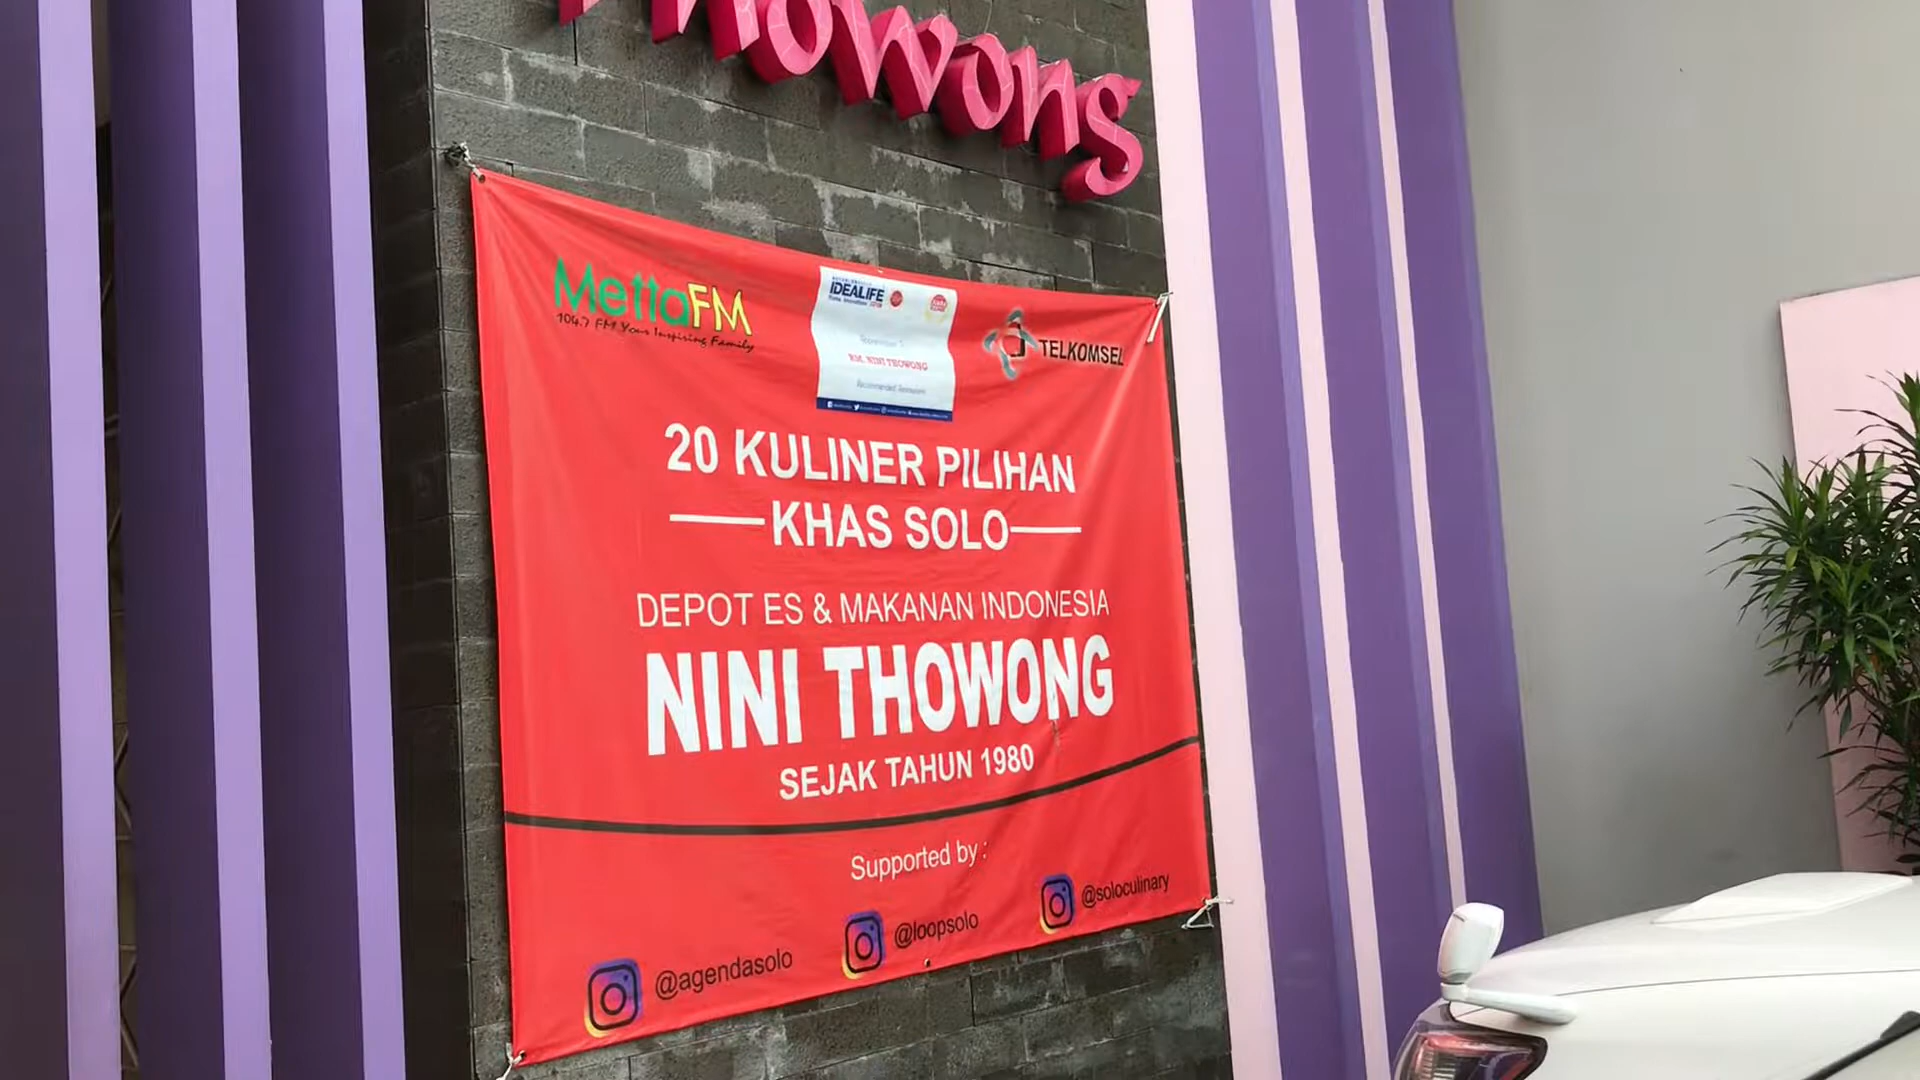 Thowong
MettaFM
104.7 FM Your Inspiring Family
IDEALIFE
RM. NINI THOWONG
Recommended Restaurant
TELKOMSEL
20 KULINER PILIHAN
KHAS SOLO
DEPOT ES & MAKANAN INDONESIA
NINI THOWONG
SEJAK TAHUN 1980
Supported by :
@agendasolo
@loopsolo
@soloculinary